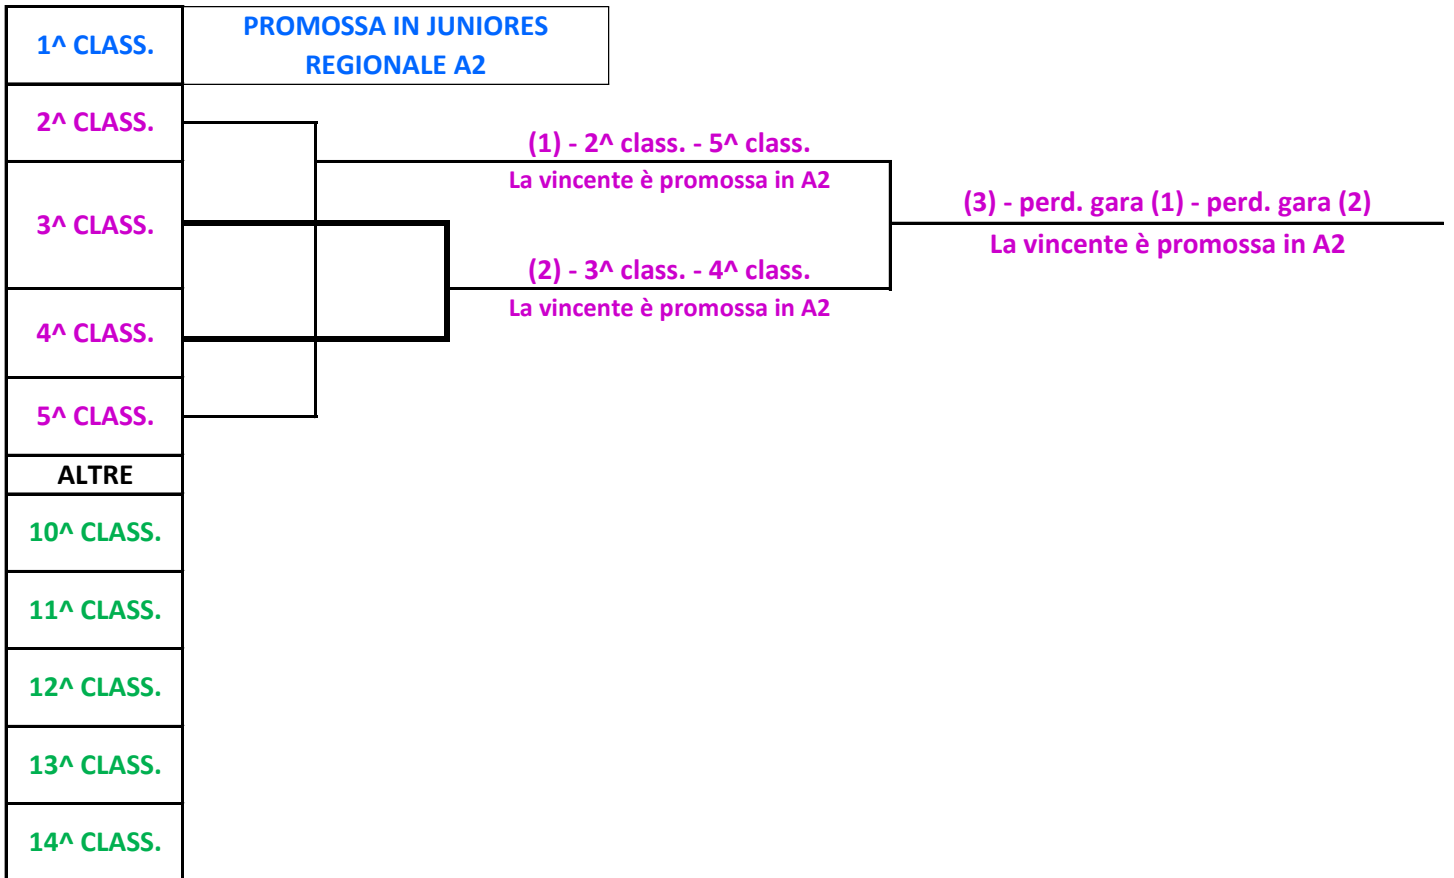 1^ CLASS.
PROMOSSA IN JUNIORES
REGIONALE A2
2^ CLASS.
(1) - 2^ class. - 5^ class.
La vincente è promossa in A2
3^ CLASS.
(3) - perd. gara (1) - perd. gara (2)
La vincente è promossa in A2
(2) - 3^ class. - 4^ class.
La vincente è promossa in A2
4^ CLASS.
5^ CLASS.
ALTRE
10^ CLASS.
11^ CLASS.
12^ CLASS.
13^ CLASS.
14^ CLASS.